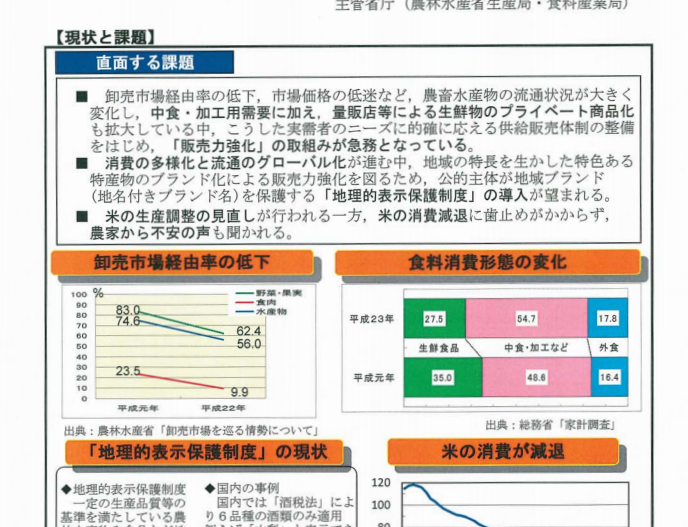 主管省庁（農林水産省生産局・食料産業局）
【現状と課題】
直面する課題
■ 卸売市場経由率の低下，市場価格の低迷など，農畜水産物の流通状況が大きく
変化し，中食・加工用需要に加え，量販店等による生鮮物のプライベート商品化
も拡大している中，こうした実需者のニーズに的確に応える供給販売体制の整備
をはじめ，「販売力強化」の取組みが急務となっている。
■ 消費の多様化と流通のグローバル化が進む中，地域の特長を生かした特色ある
特産物のブランド化による販売力強化を図るため，公的主体が地域ブランド
（地名付きブランド名）を保護する「地理的表示保護制度」の導入が望まれる。
■ 米の生産調整の見直しが行われる一方，米の消費減退に歯止めがかからず，
農家から不安の声も聞かれる。
卸売市場経由率の低下
100 %
90
80
70
60
50
40
30
20
10
0
野菜・果実
食肉
水産物
83.0
74.6
62.4
56.0
23.5
9.9
平成元年 平成22年
出典：農林水産省「卸売市場を巡る情勢について」
食料消費形態の変化
平成23年 27.5 54.7 17.8
生鮮食品 中食・加工など 外食
平成元年 35.0 48.6 16.4
出典：総務省「家計調査」
「地理的表示保護制度」の現状
◆地理的表示保護制度
一定の生産品質等の
基準を満たしている農
◆国内の事例
国内では「酒税法」によ
り６品種の酒類のみ適用
米の消費が減退
120
100
80